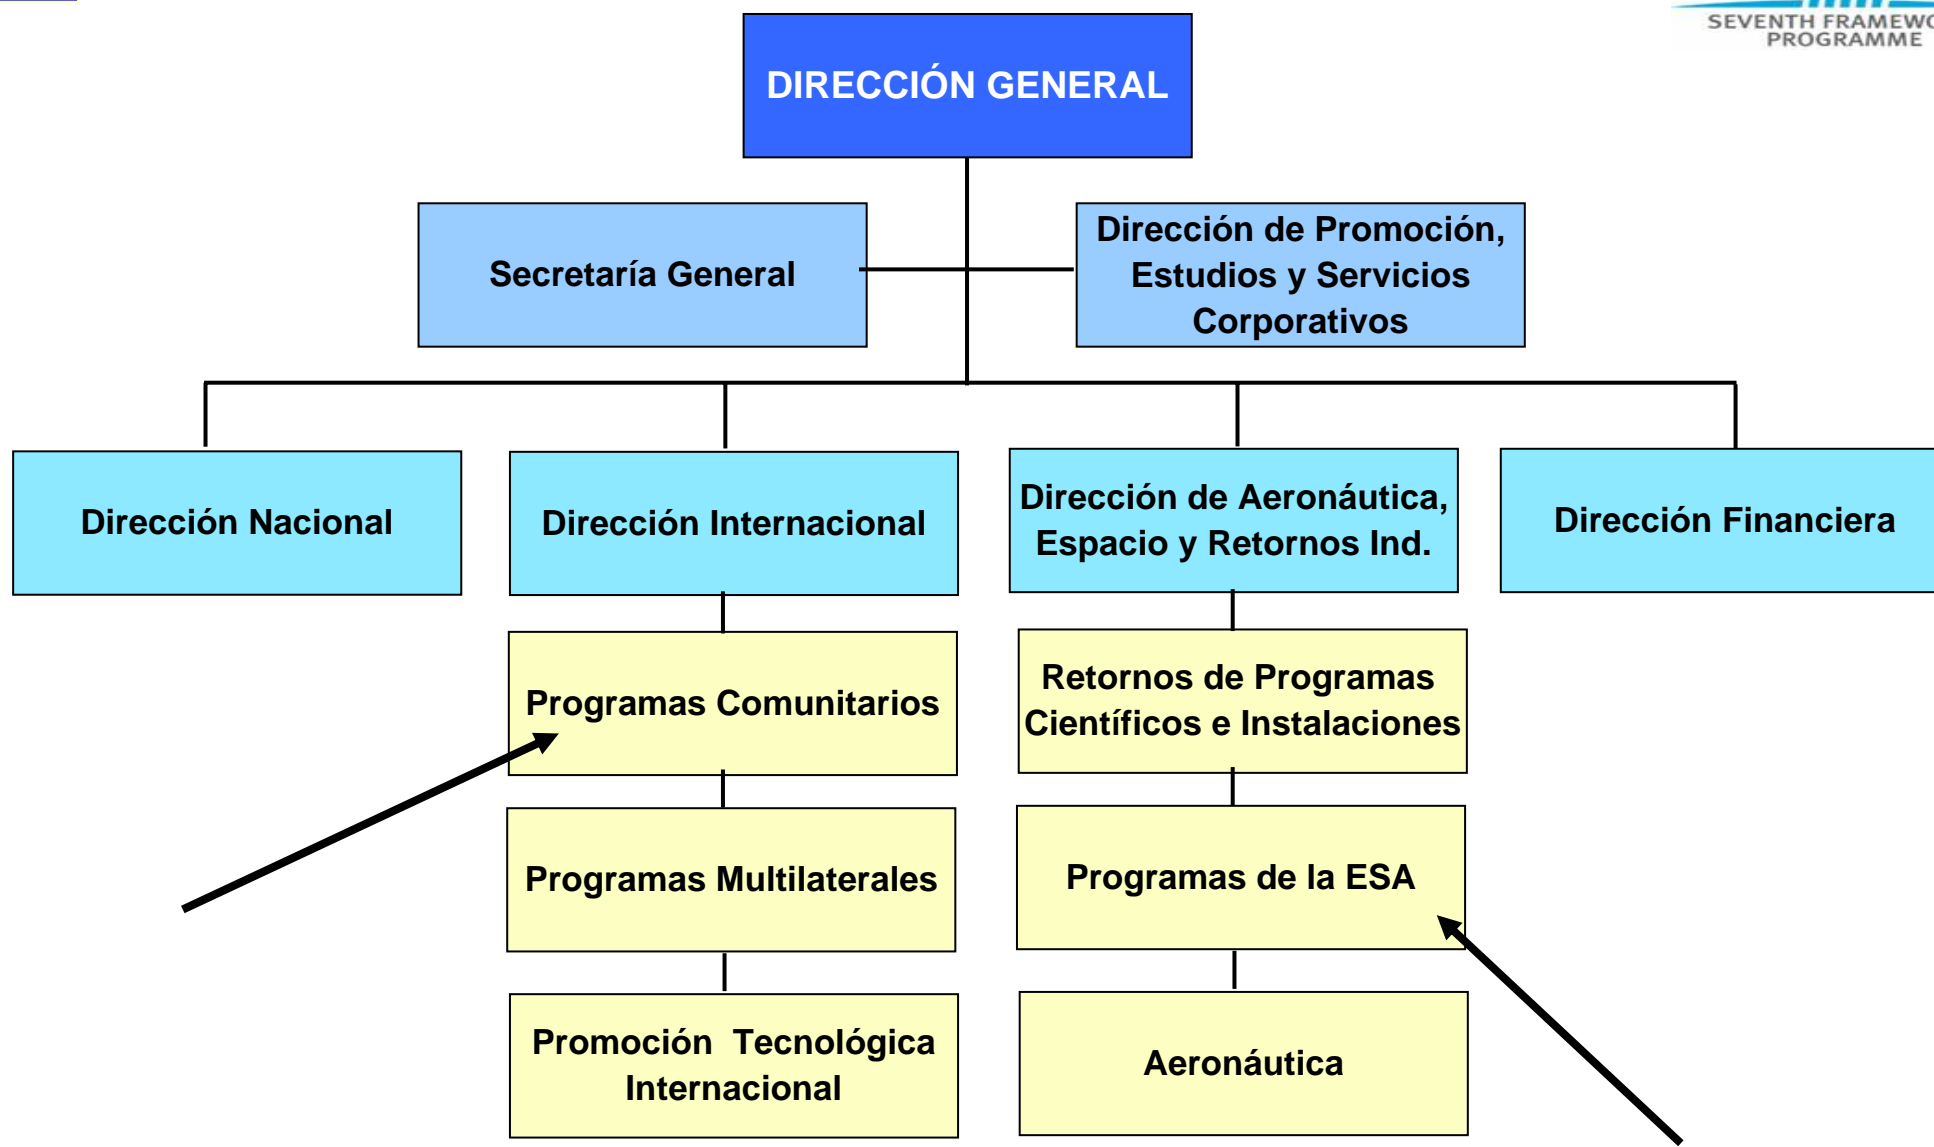 SEVENTH FRAMEWO
PROGRAMME
DIRECCIÓN GENERAL
Secretaría General
Dirección de Promoción,
Estudios y Servicios
Corporativos
Dirección Nacional
Dirección Internacional
Dirección de Aeronáutica,
Espacio y Retornos Ind.
Dirección Financiera
Programas Comunitarios
Retornos de Programas
Científicos e Instalaciones
Programas Multilaterales
Programas de la ESA
Promoción Tecnológica
Internacional
Aeronáutica